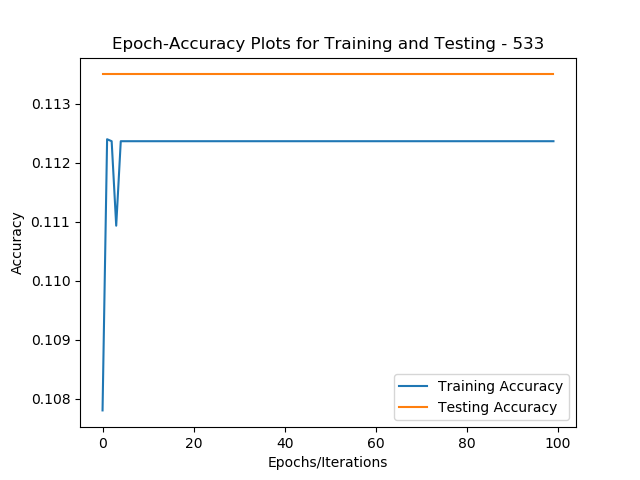 Epoch-Accuracy Plots for Training and Testing - 533
0.113
0.112
0.111
0.110
0.109
0.108
Accuracy
0 20 40 60 80 100
Epochs/Iterations
Training Accuracy
Testing Accuracy